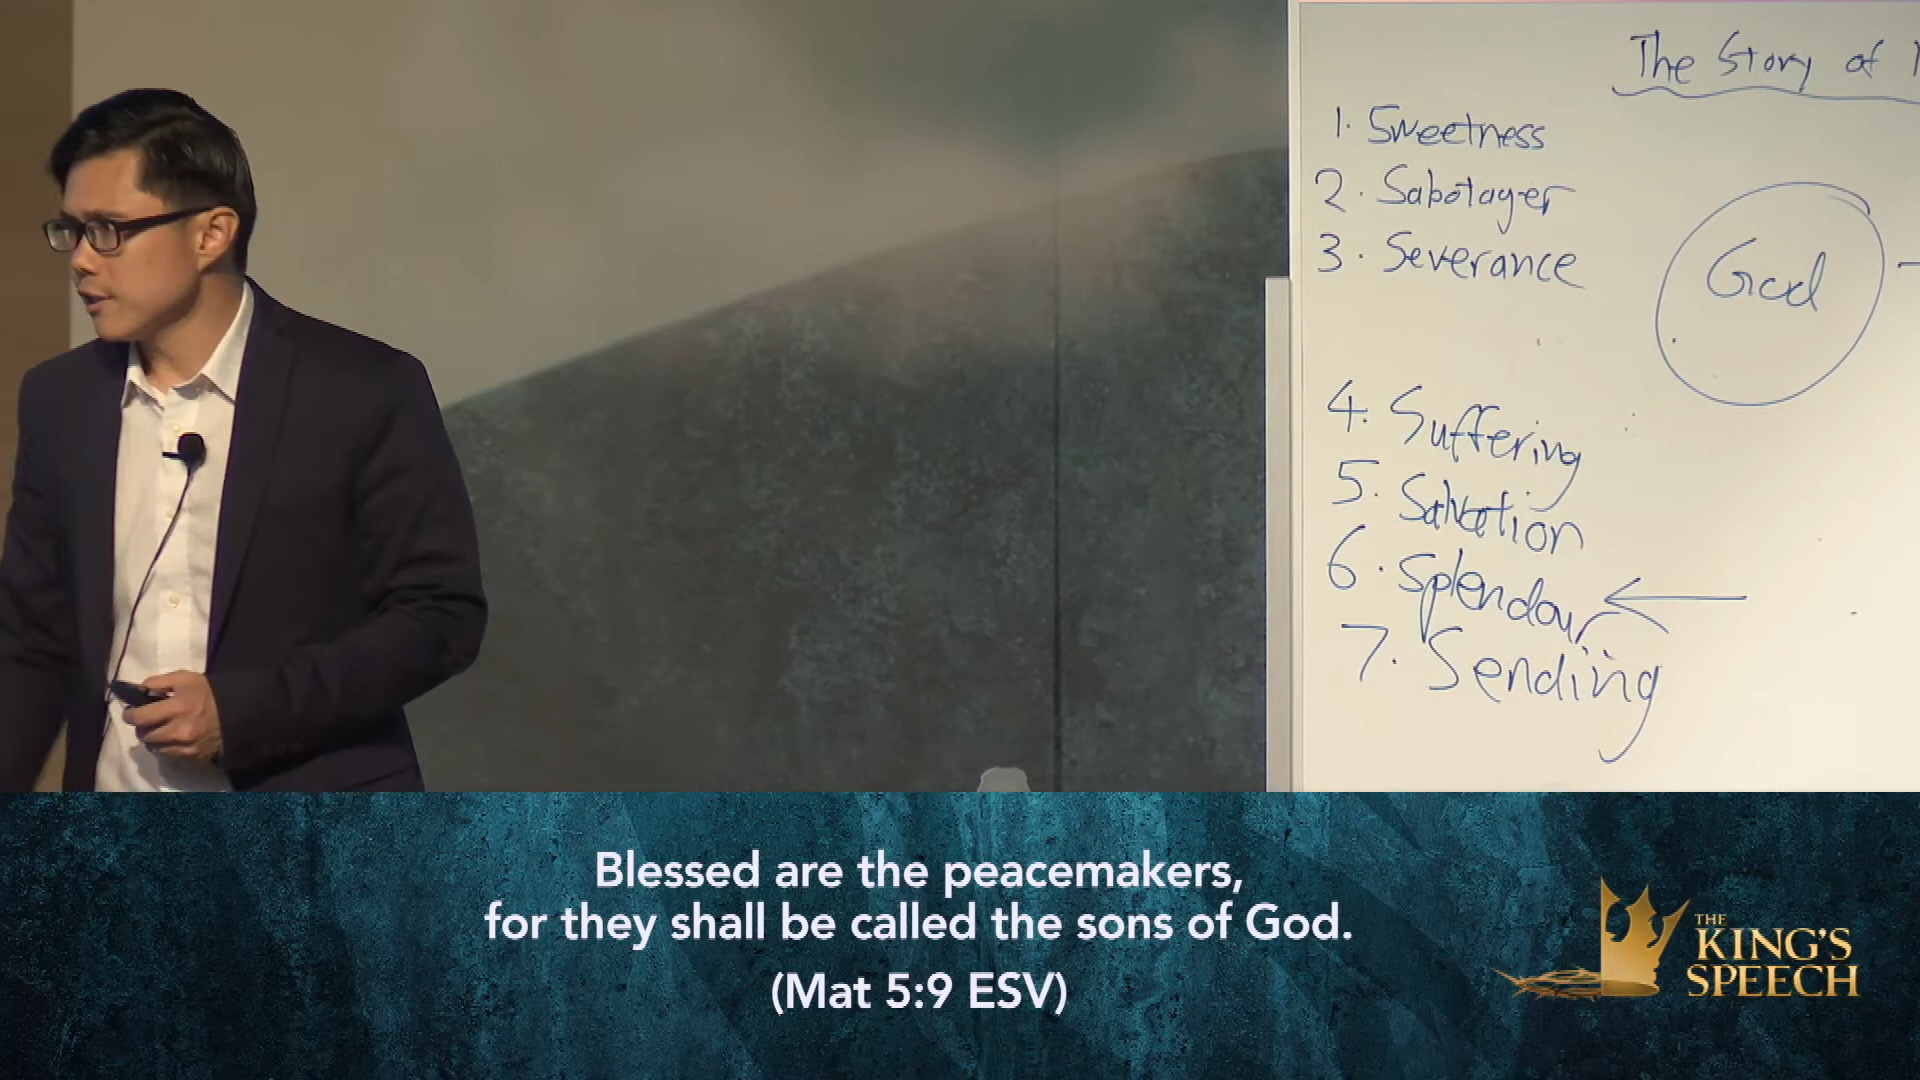 The Story of
1. Sweetness
2. Sabotager
3. Severance
God
4. Suffering
5. Salvation
6. Splendour
7. Sending
Blessed are the peacemakers,
for they shall be called the sons of God.
(Mat 5:9 ESV)
THE
KING'S
SPEECH